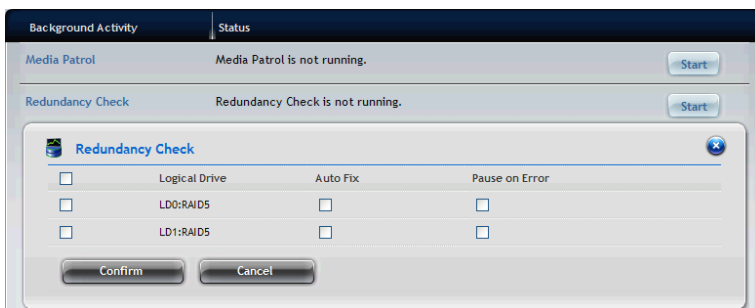 Background Activity Status
Media Patrol Media Patrol is not running. Start
Redundancy Check Redundancy Check is not running. Start
Redundancy Check
Logical Drive Auto Fix Pause on Error
LD0:RAID5
LD1:RAID5
Confirm Cancel